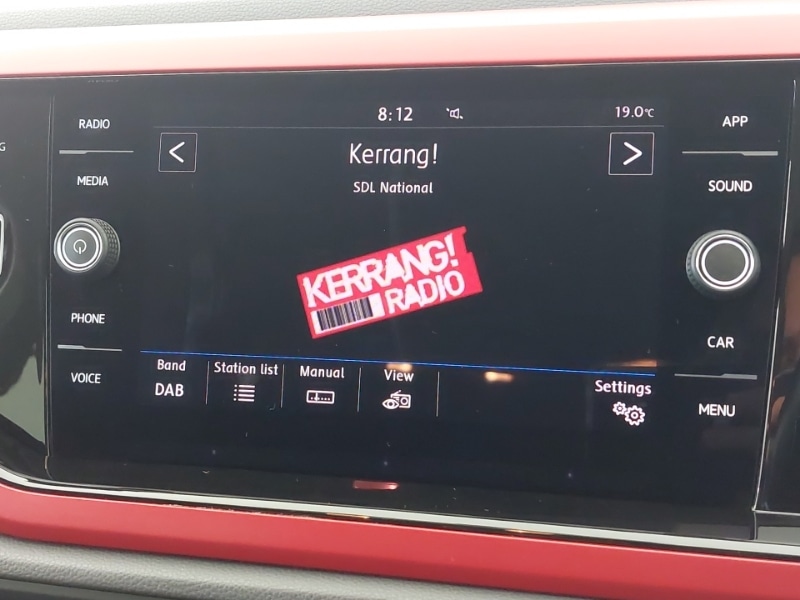 8:12 19.0°C
Kerrang!
SDL National
KERRANG!
RADIO
Band Station list Manual View Settings
DAB
RADIO
MEDIA
PHONE
VOICE
APP
SOUND
CAR
MENU
G